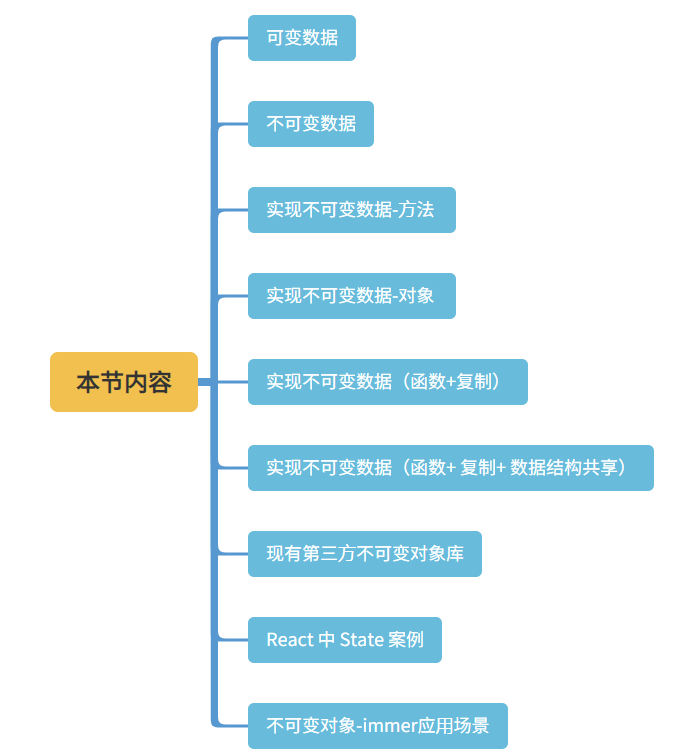 本节内容
可变数据
不可变数据
实现不可变数据-方法
实现不可变数据-对象
实现不可变数据（函数+复制）
实现不可变数据（函数+ 复制+ 数据结构共享）
现有第三方不可变对象库
React 中 State 案例
不可变对象-immer应用场景